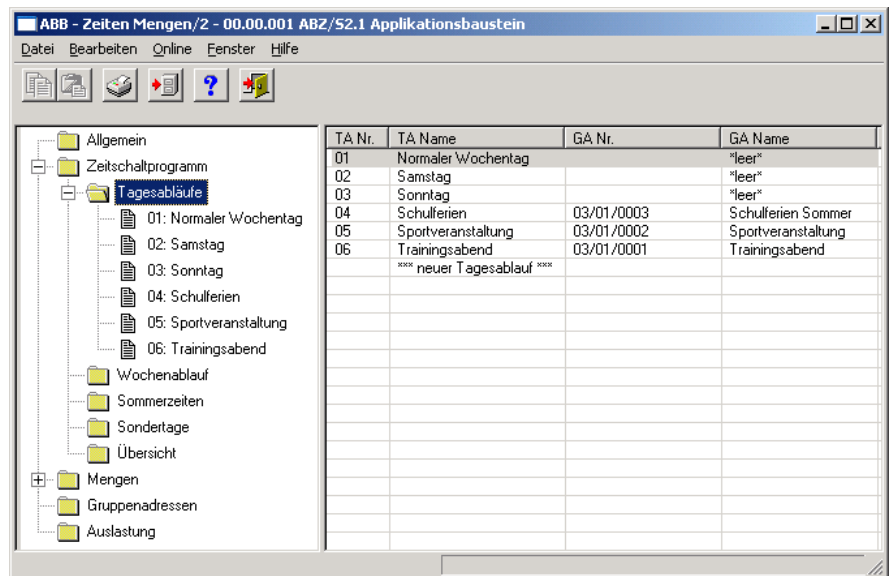 ABB - Zeiten Mengen/2 - 00.00.001 ABZ/S2.1 Applikationsbaustein
Datei Bearbeiten Online Fenster Hilfe
Allgemein
Zeitschaltprogramm
Tagesabläufe
01: Normaler Wochentag
02: Samstag
03: Sonntag
04: Schulferien
05: Sportveranstaltung
06: Trainingsabend
Wochenablauf
Sommerzeiten
Sondertage
Übersicht
Mengen
Gruppenadressen
Auslastung
TA Nr. TA Name GA Nr. GA Name
01 Normaler Wochentag *leer*
02 Samstag *leer*
03 Sonntag *leer*
04 Schulferien 03/01/0003 Schulferien Sommer
05 Sportveranstaltung 03/01/0002 Sportveranstaltung
06 Trainingsabend 03/01/0001 Trainingsabend
*** neuer Tagesablauf ***